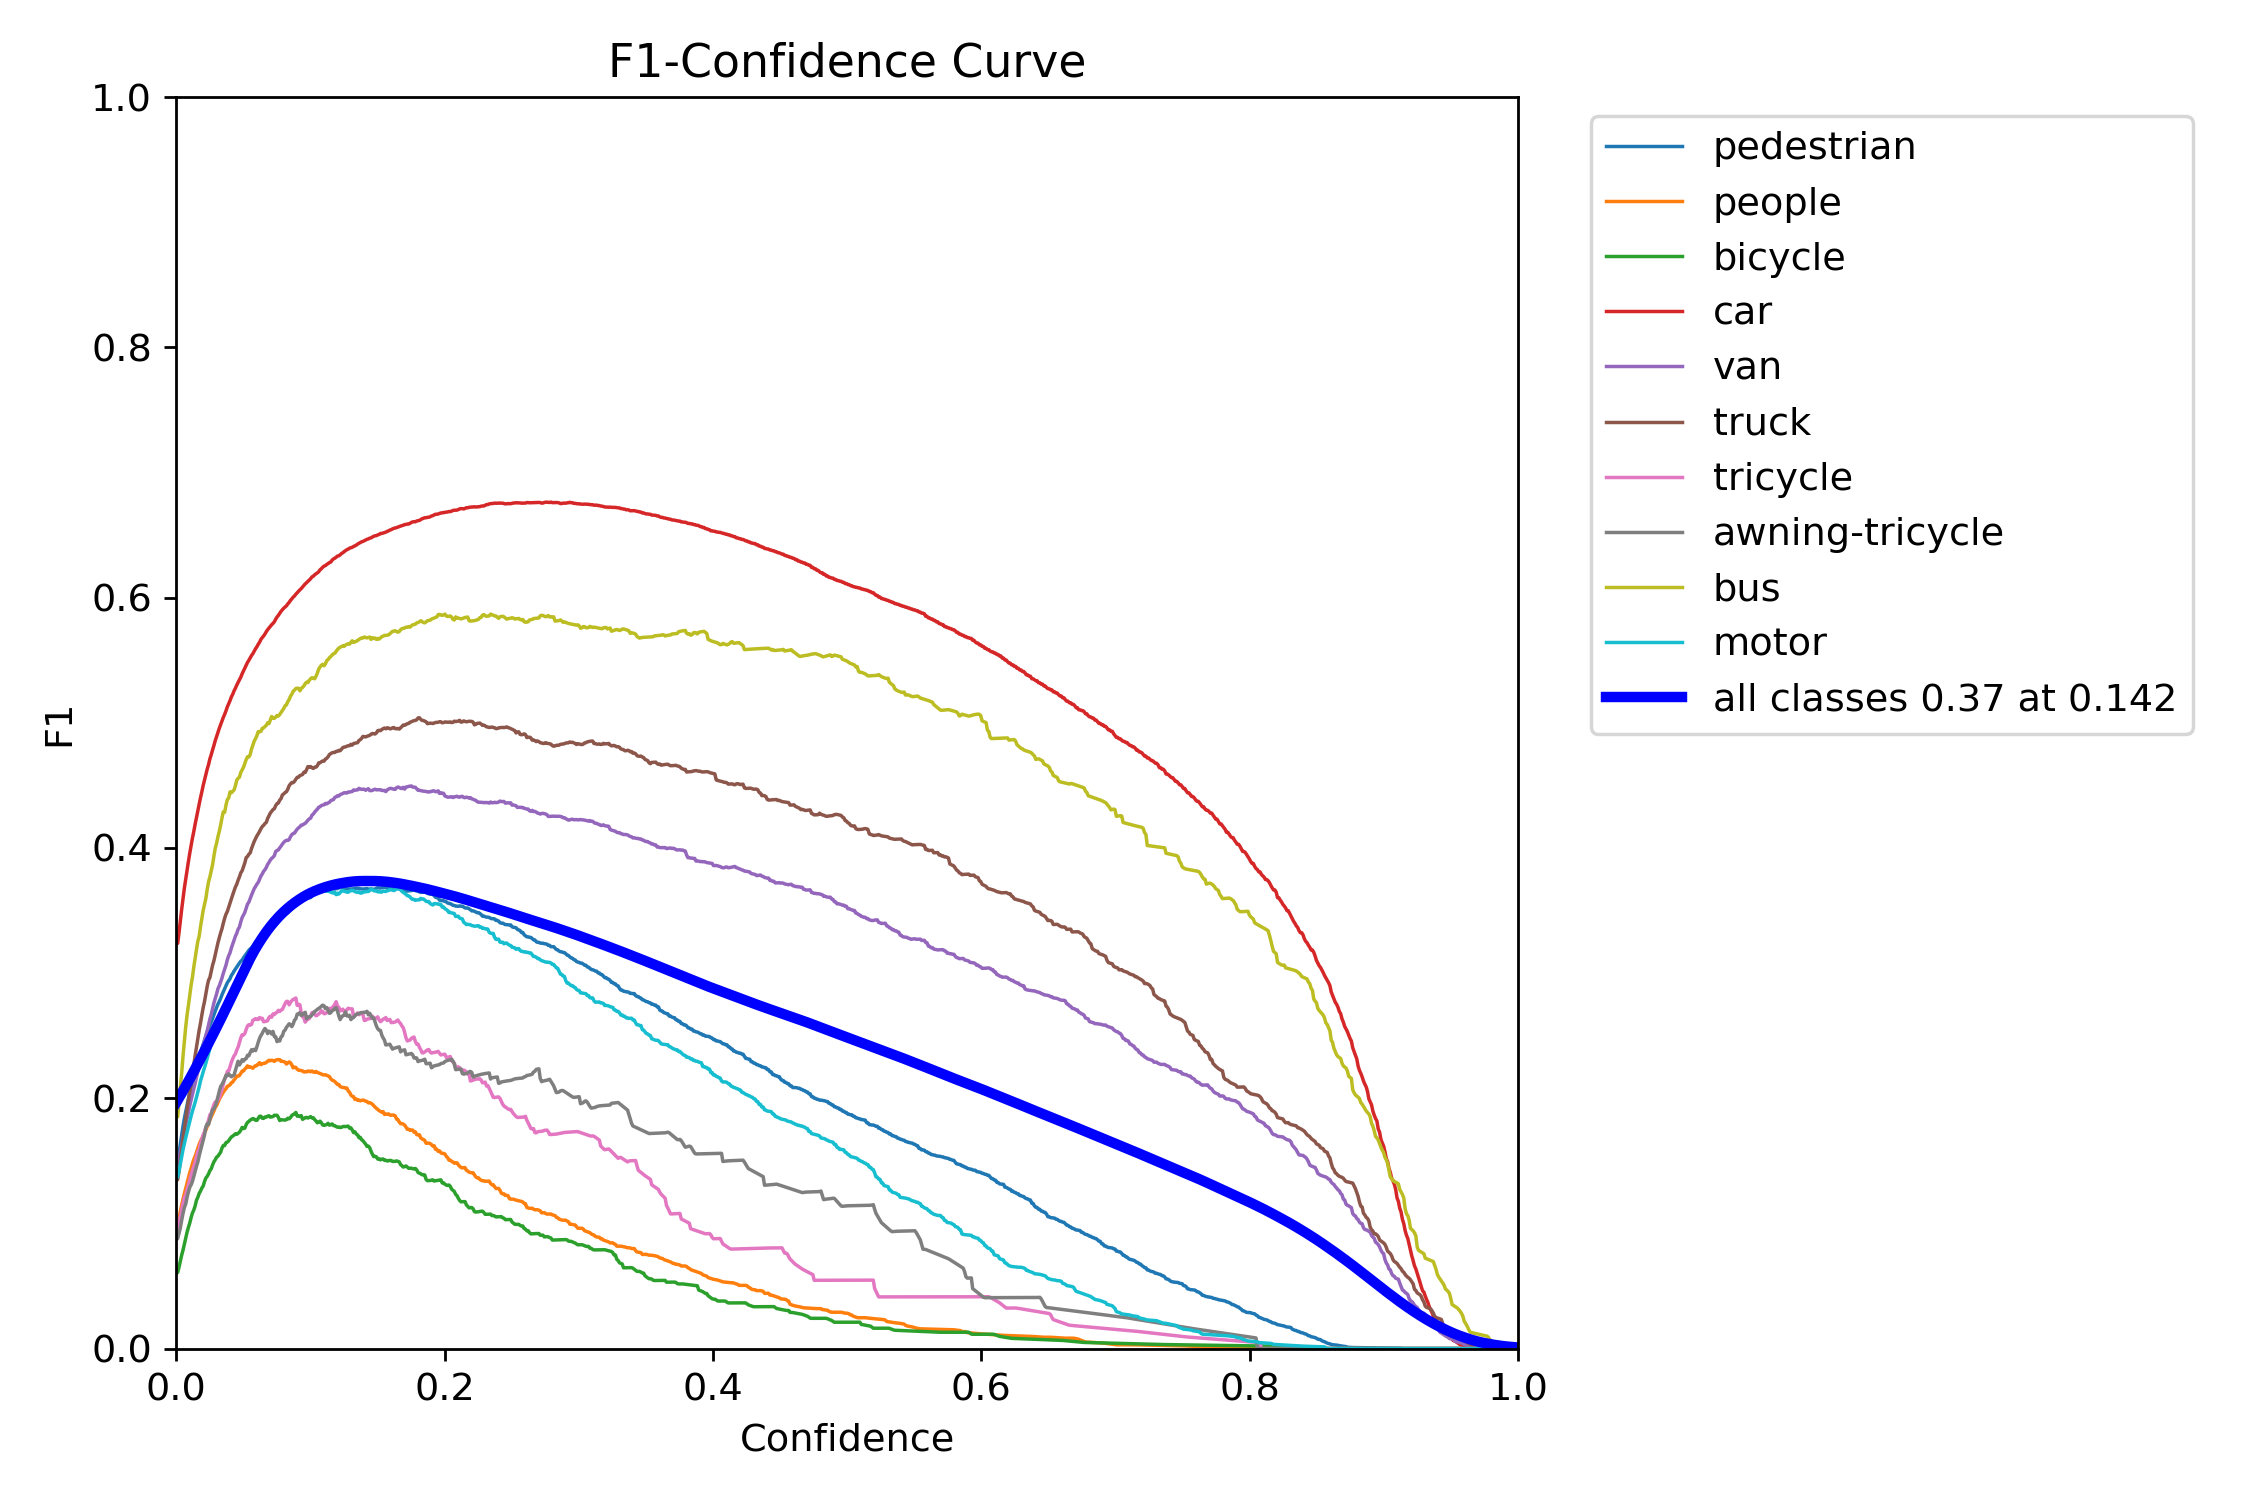 F1-Confidence Curve
1.0
0.8
0.6
0.4
0.2
0.0
F1
0.0 0.2 0.4 0.6 0.8 1.0
Confidence
pedestrian
people
bicycle
car
van
truck
tricycle
awning-tricycle
bus
motor
all classes 0.37 at 0.142